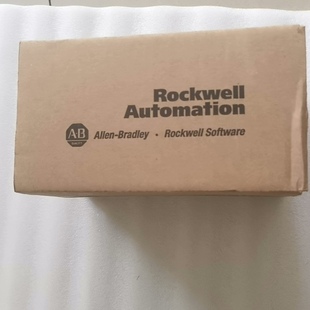 Rockwell
Automation
AB
Allen-Bradley • Rockwell Software